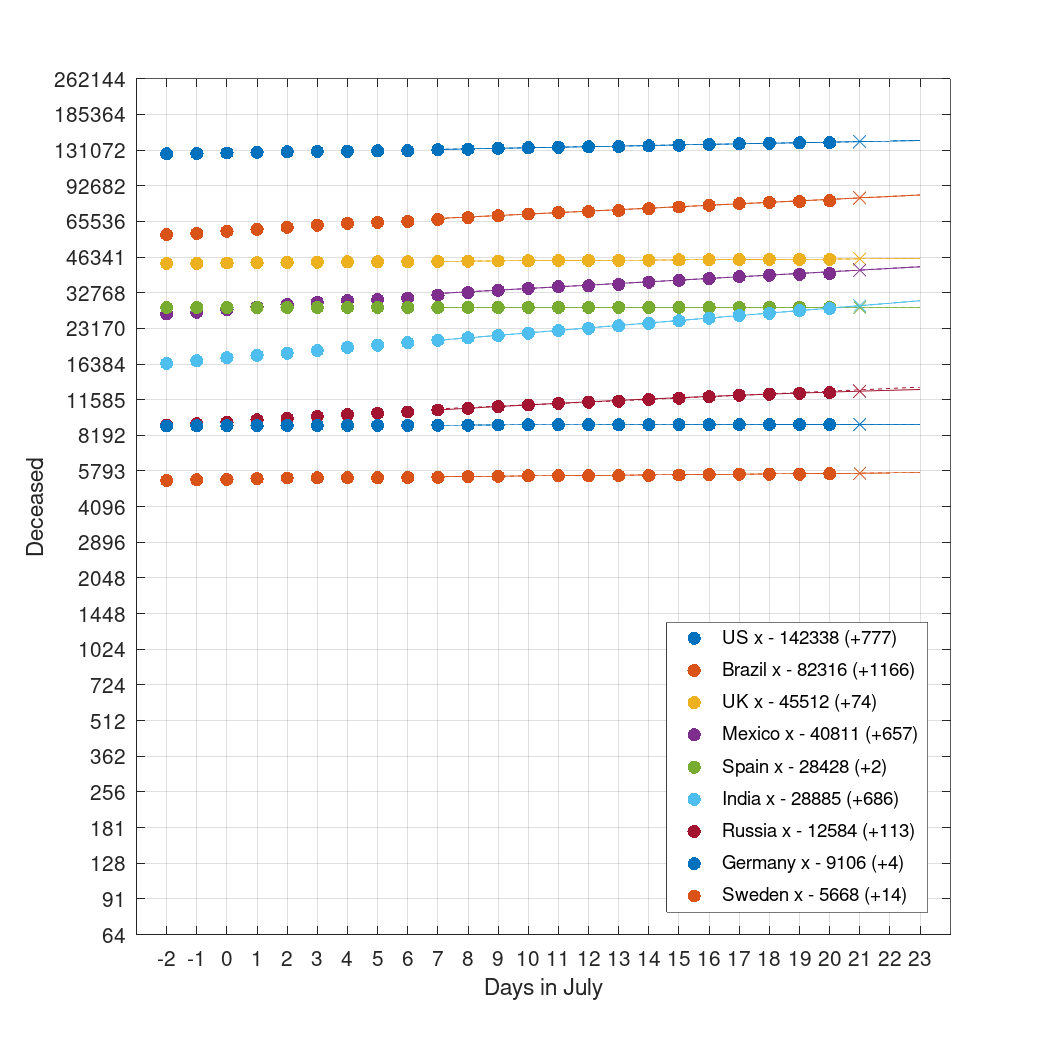 262144
185364
131072
92682
65536
46341
32768
23170
16384
11585
8192
5793
4096
2896
2048
1448
1024
724
512
362
256
181
128
91
64
Deceased
US x - 142338 (+777)
Brazil x - 82316 (+1166)
UK x - 45512 (+74)
Mexico x - 40811 (+657)
Spain x - 28428 (+2)
India x - 28885 (+686)
Russia x - 12584 (+113)
Germany x - 9106 (+4)
Sweden x - 5668 (+14)
-2 -1 0 1 2 3 4 5 6 7 8 9 10 11 12 13 14 15 16 17 18 19 20 21 22 23
Days in July